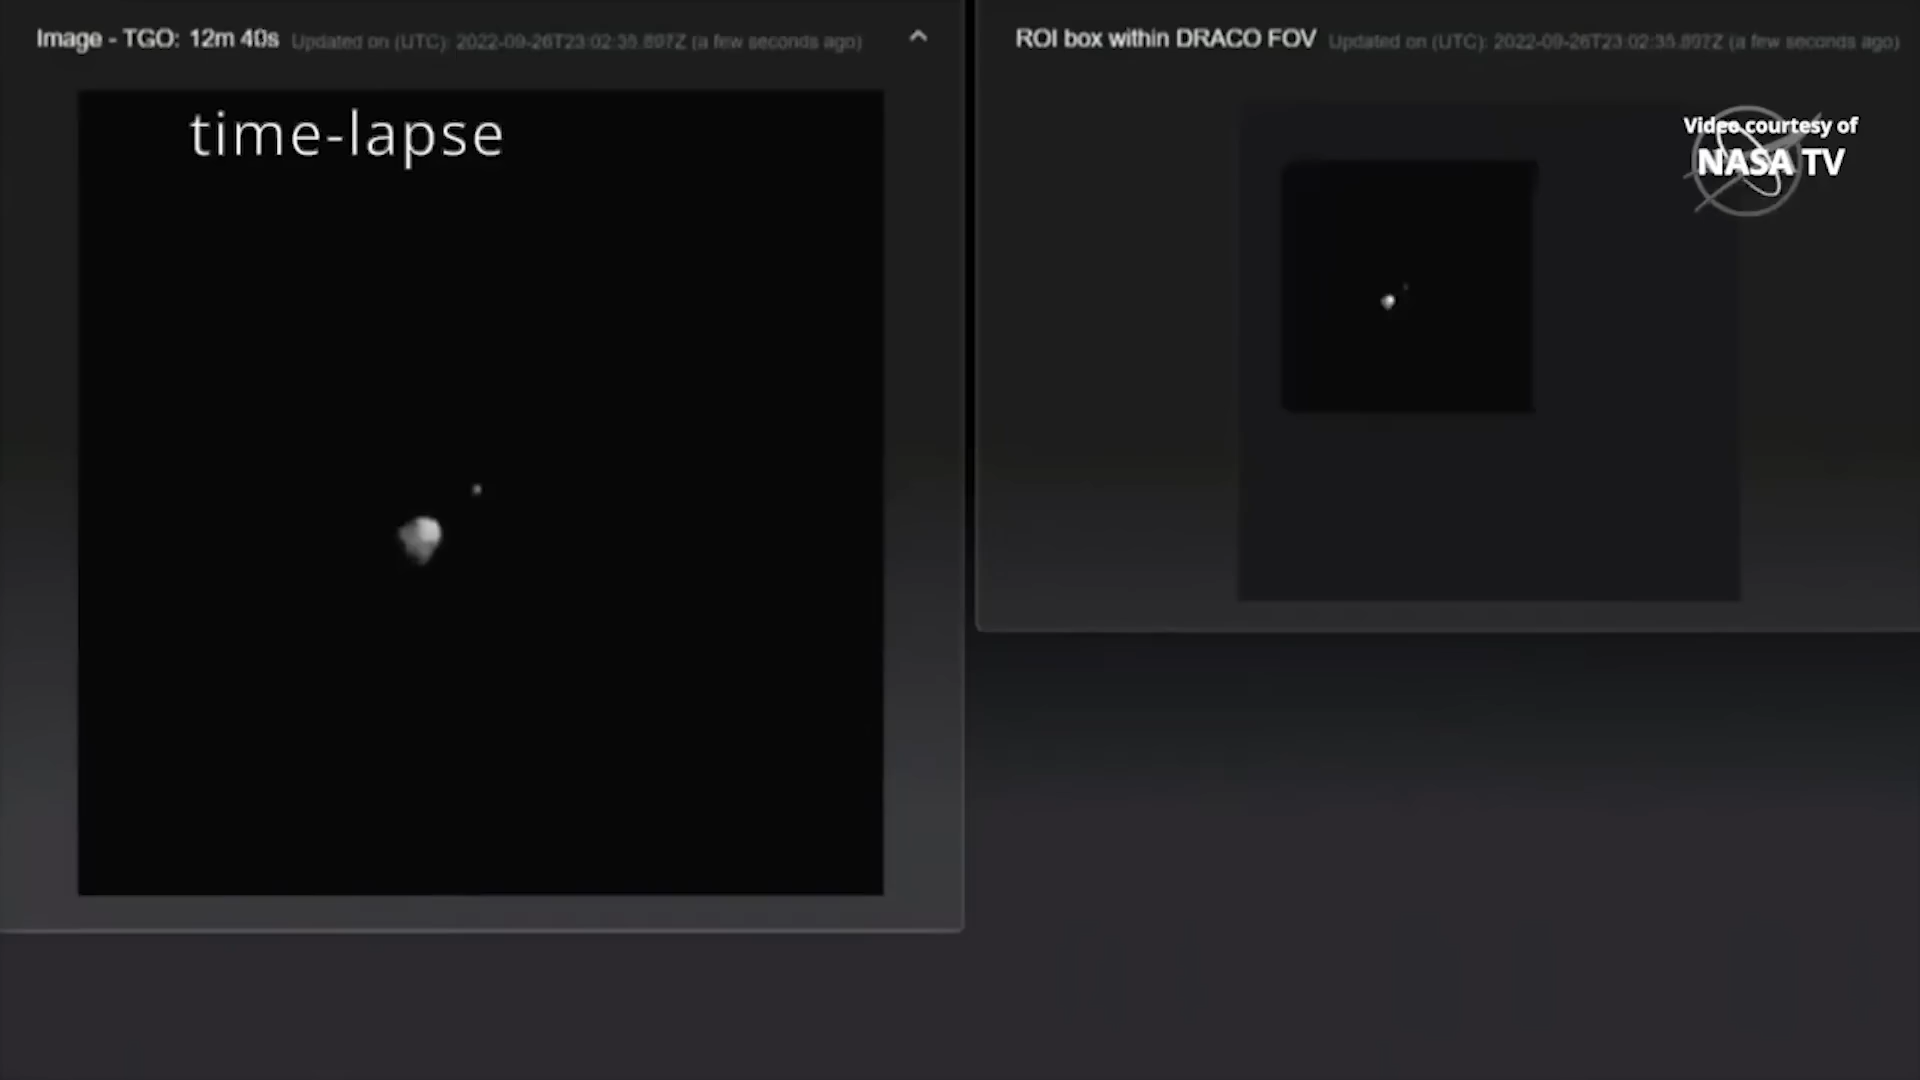 Image - TGO: 12m 40s Updated on (UTC): 2022-09-26T23:02:35.897Z (a few seconds ago)
ROI box within DRACO FOV Updated on (UTC): 2022-09-26T23:02:35.897Z (a few seconds ago)
time-lapse
Video courtesy of
NASA TV